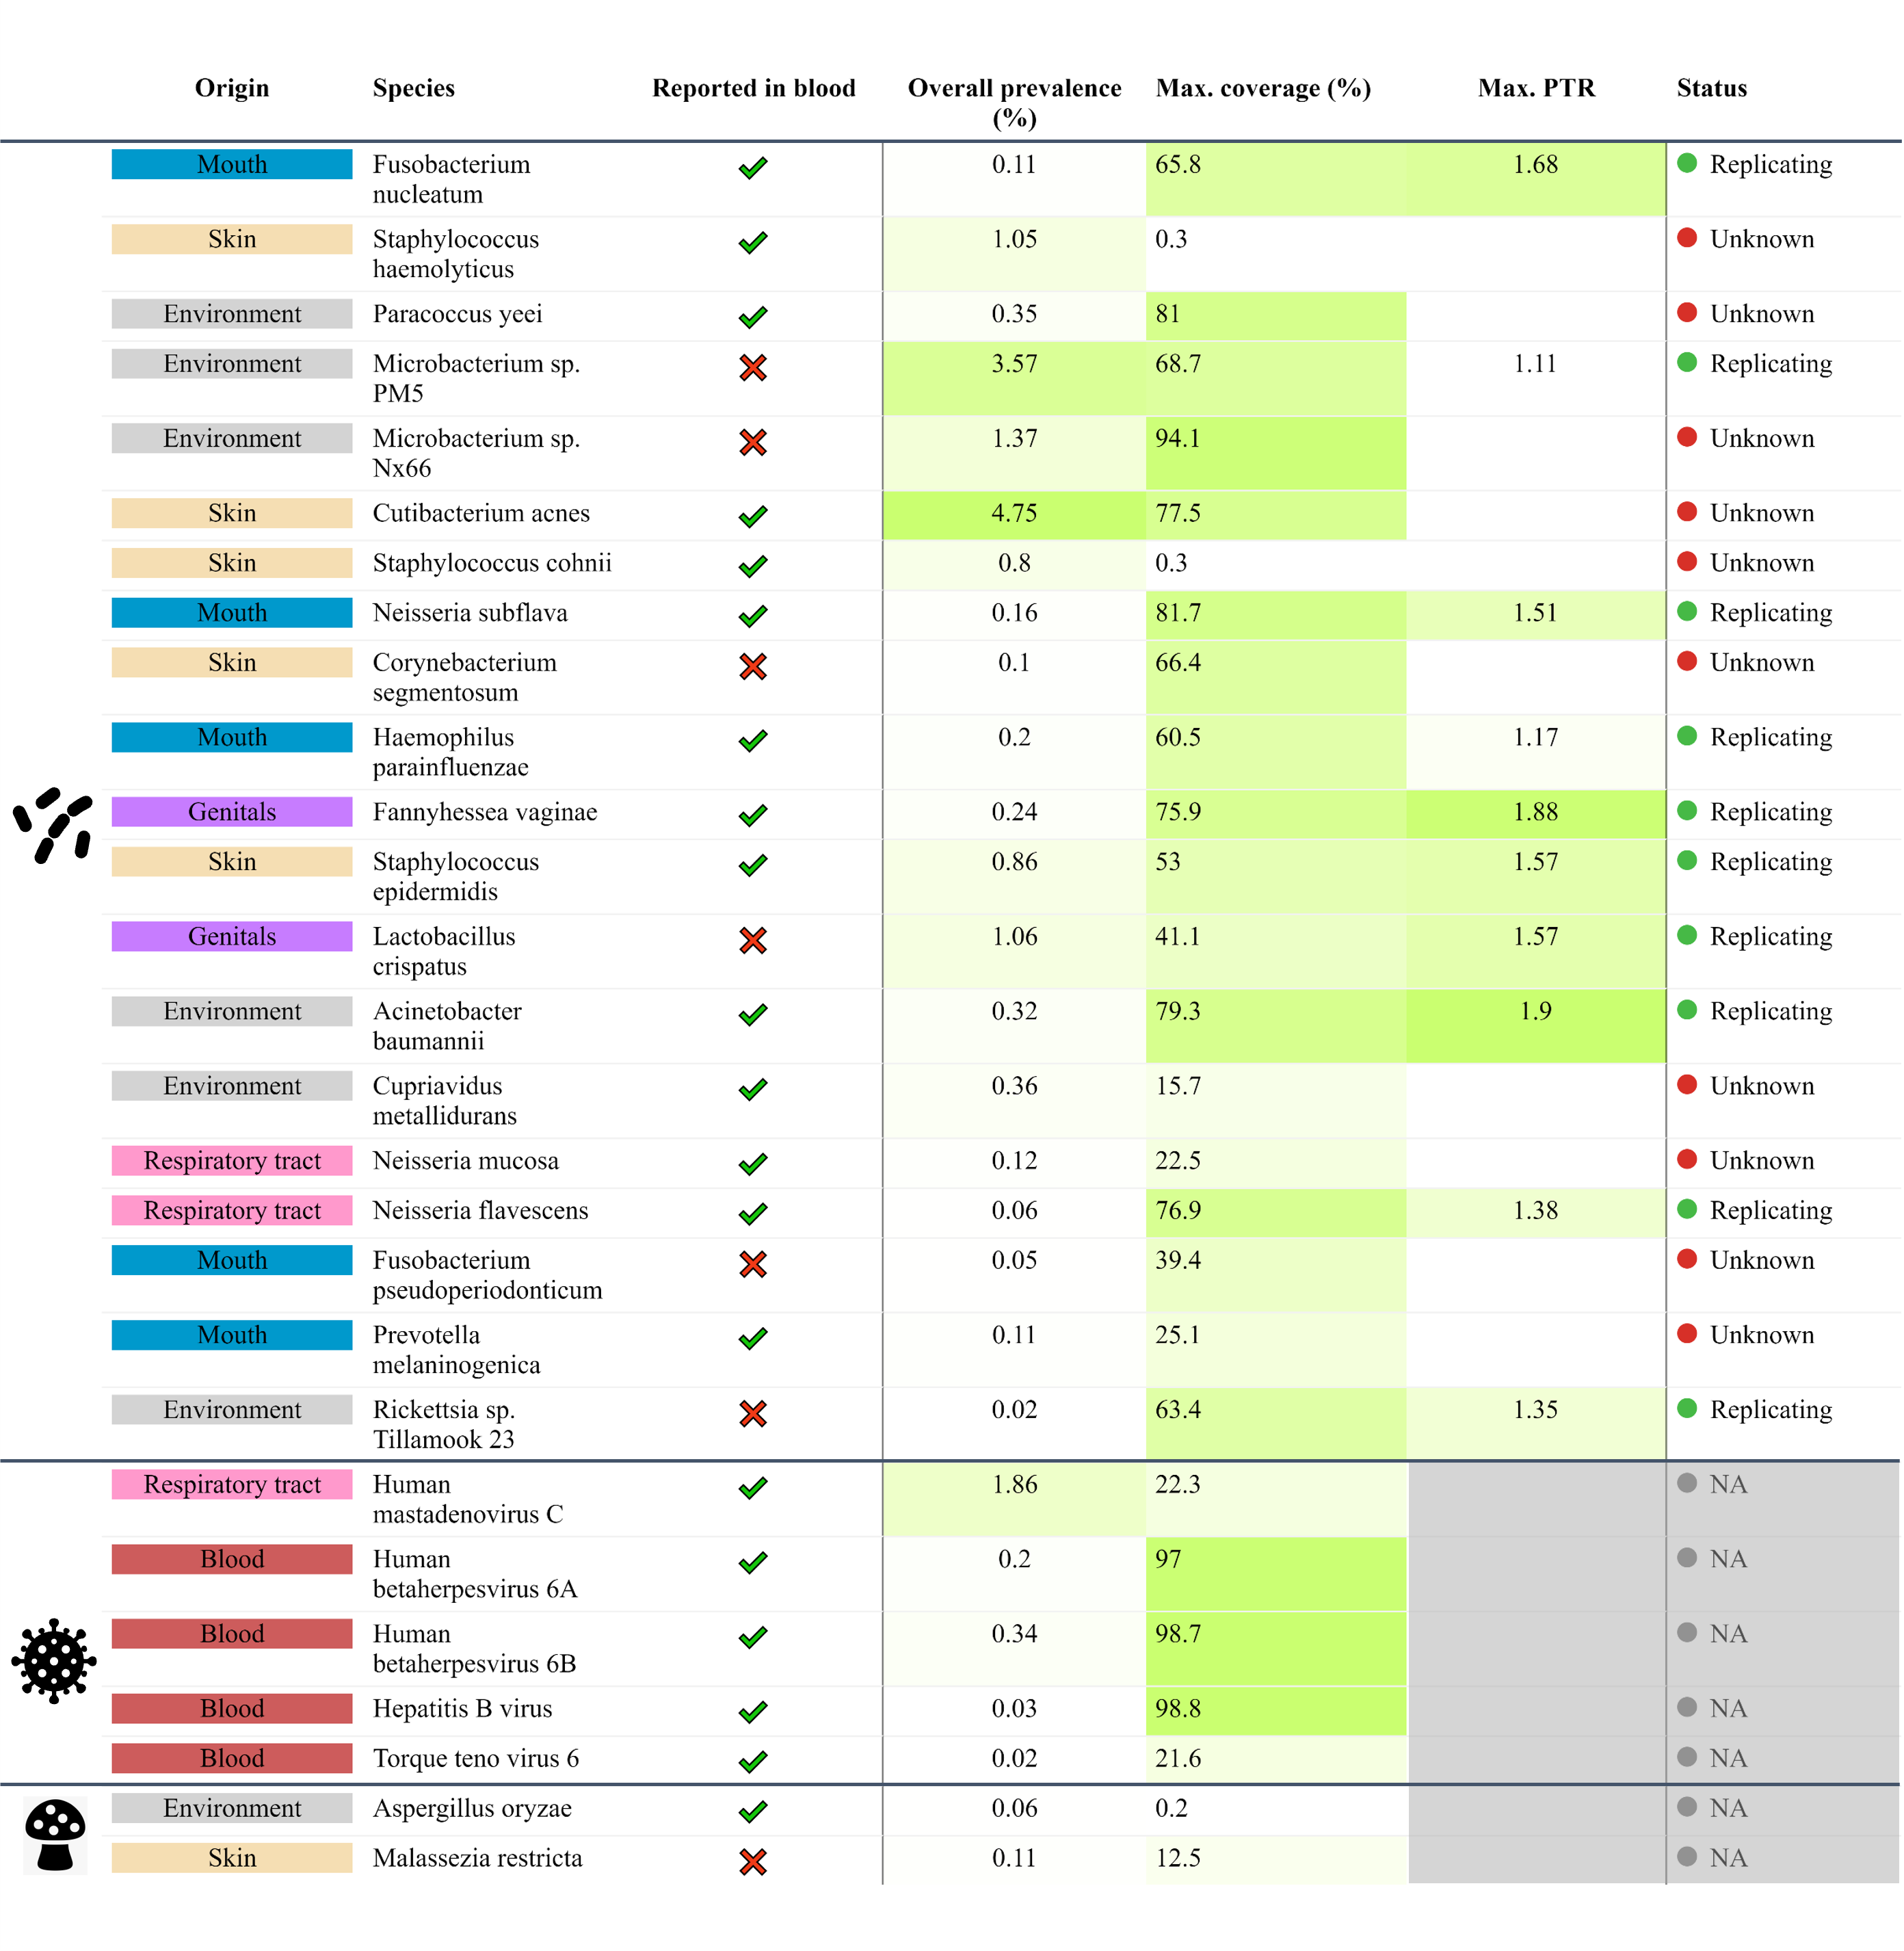 Origin Species Reported in blood Overall prevalence Max. coverage (%) Max. PTR Status
(%)
Mouth Fusobacterium 0.11 65.8 1.68 Replicating
nucleatum
Skin Staphylococcus 1.05 0.3 Unknown
haemolyticus
Environment Paracoccus yeei 0.35 81 Unknown
Environment Microbacterium sp. 3.57 68.7 1.11 Replicating
PM5
Environment Microbacterium sp. 1.37 94.1 Unknown
Nx66
Skin Cutibacterium acnes 4.75 77.5 Unknown
Skin Staphylococcus cohnii 0.8 0.3 Unknown
Mouth Neisseria subflava 0.16 81.7 1.51 Replicating
Skin Corynebacterium 0.1 66.4 Unknown
segmentosum
Mouth Haemophilus 0.2 60.5 1.17 Replicating
parainfluenzae
Genitals Fannyhessea vaginae 0.24 75.9 1.88 Replicating
Skin Staphylococcus 0.86 53 1.57 Replicating
epidermidis
Genitals Lactobacillus 1.06 41.1 1.57 Replicating
crispatus
Environment Acinetobacter 0.32 79.3 1.9 Replicating
baumannii
Environment Cupriavidus 0.36 15.7 Unknown
metallidurans
Respiratory tract Neisseria mucosa 0.12 22.5 Unknown
Respiratory tract Neisseria flavescens 0.06 76.9 1.38 Replicating
Mouth Fusobacterium 0.05 39.4 Unknown
pseudoperiodonticum
Mouth Prevotella 0.11 25.1 Unknown
melaninogenica
Environment Rickettsia sp. 0.02 63.4 1.35 Replicating
Tillamook 23
Respiratory tract Human 1.86 22.3 NA
mastadenovirus C
Blood Human 0.2 97 NA
betaherpesvirus 6A
Blood Human 0.34 98.7 NA
betaherpesvirus 6B
Blood Hepatitis B virus 0.03 98.8 NA
Blood Torque teno virus 6 0.02 21.6 NA
Environment Aspergillus oryzae 0.06 0.2 NA
Skin Malassezia restricta 0.11 12.5 NA